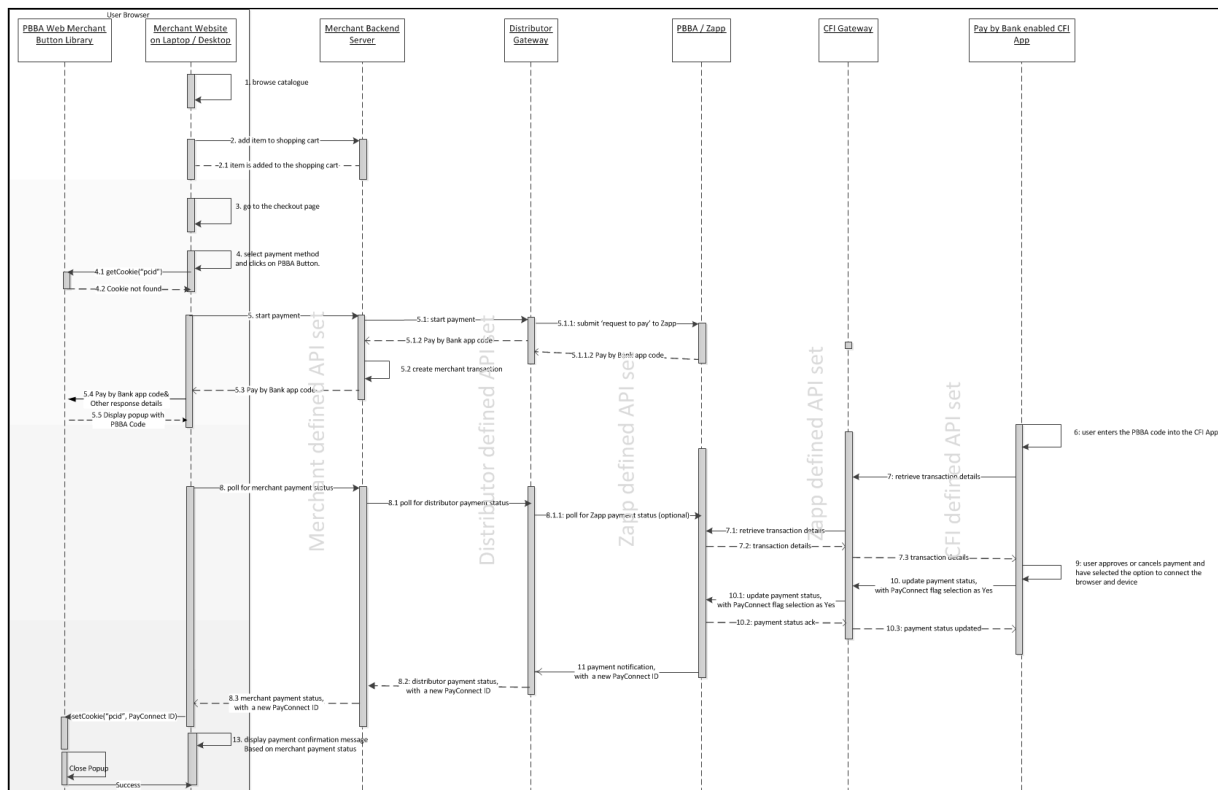 User Browser
PBBA Web Merchant
Button Library
Merchant Website
on Laptop / Desktop
Merchant Backend
Server
Distributor
Gateway
PBBA / Zapp
CFI Gateway
Pay by Bank enabled CFI
App
1. browse catalogue
2. add item to shopping cart
2.1 item is added to the shopping cart
3. go to the checkout page
4. select payment method
and clicks on PBBA Button.
4.1 getCookie("pcid")
4.2 Cookie not found
5. start payment
5.1: start payment
5.1.1: submit 'request to pay' to Zapp
5.1.2 Pay by Bank app code
5.1.1.2 Pay by Bank app code
5.2 create merchant transaction
5.3 Pay by Bank app code
5.4 Pay by Bank app code&
Other response details
5.5 Display popup with
PBBA Code
Merchant defined API set
Distributor defined API set
Zapp defined API set
Zapp defined API set
CFI defined API set
6: user enters the PBBA code into the CFI App
7: retrieve transaction details
8. poll for merchant payment status
8.1 poll for distributor payment status
8.1.1: poll for Zapp payment status (optional)
7.1: retrieve transaction details
7.2: transaction details
7.3 transaction details
9: user approves or cancels payment and
have selected the option to connect the
browser and device
10. update payment status,
with PayConnect flag selection as Yes
10.1: update payment status,
with PayConnect flag selection as Yes
10.2: payment status ack
10.3: payment status updated
11 payment notification,
with a new PayConnect ID
8.2: distributor payment status,
with a new PayConnect ID
8.3 merchant payment status,
with a new PayConnect ID
setCookie("pcid", PayConnect ID)
13. display payment confirmation message
Based on merchant payment status
Close Popup
Success